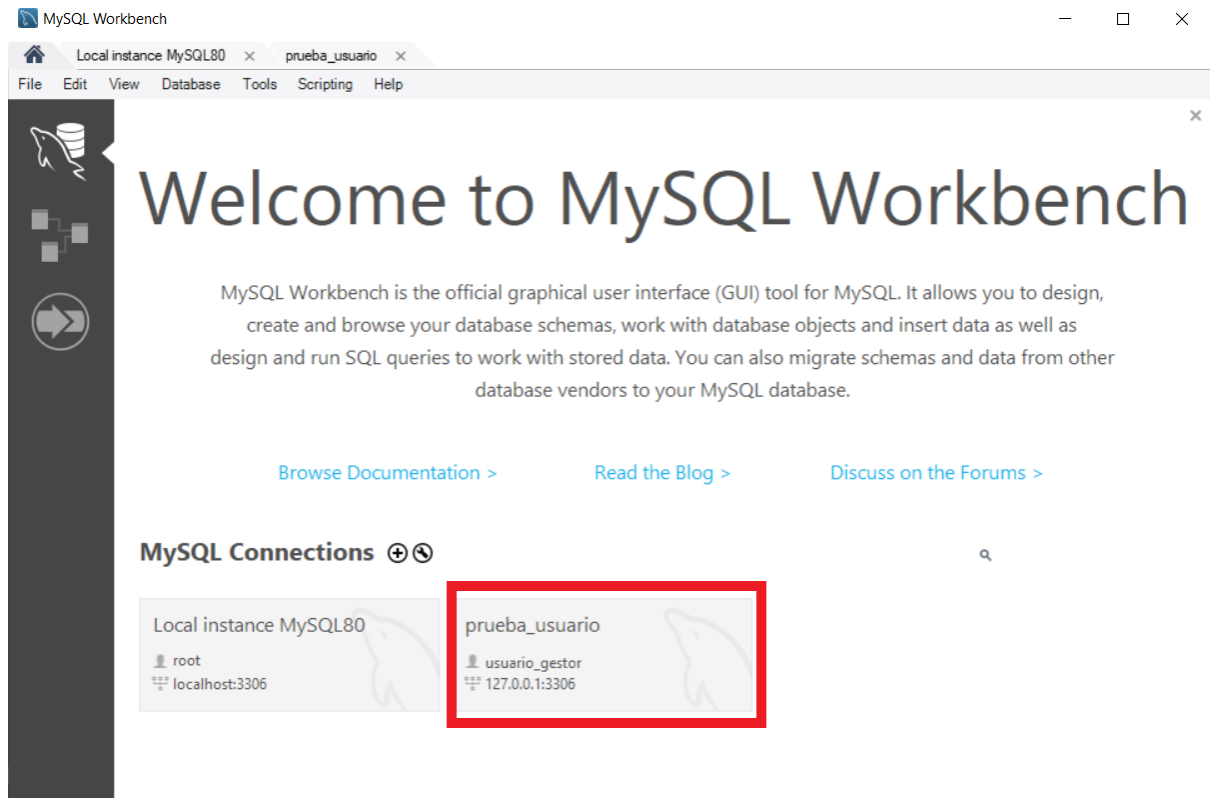 MySQL Workbench
Local instance MySQL80 prueba_usuario
File Edit View Database Tools Scripting Help
Welcome to MySQL Workbench
MySQL Workbench is the official graphical user interface (GUI) tool for MySQL. It allows you to design,
create and browse your database schemas, work with database objects and insert data as well as
design and run SQL queries to work with stored data. You can also migrate schemas and data from other
database vendors to your MySQL database.
Browse Documentation > Read the Blog > Discuss on the Forums >
MySQL Connections
Local instance MySQL80
root
localhost:3306
prueba_usuario
usuario_gestor
127.0.0.1:3306